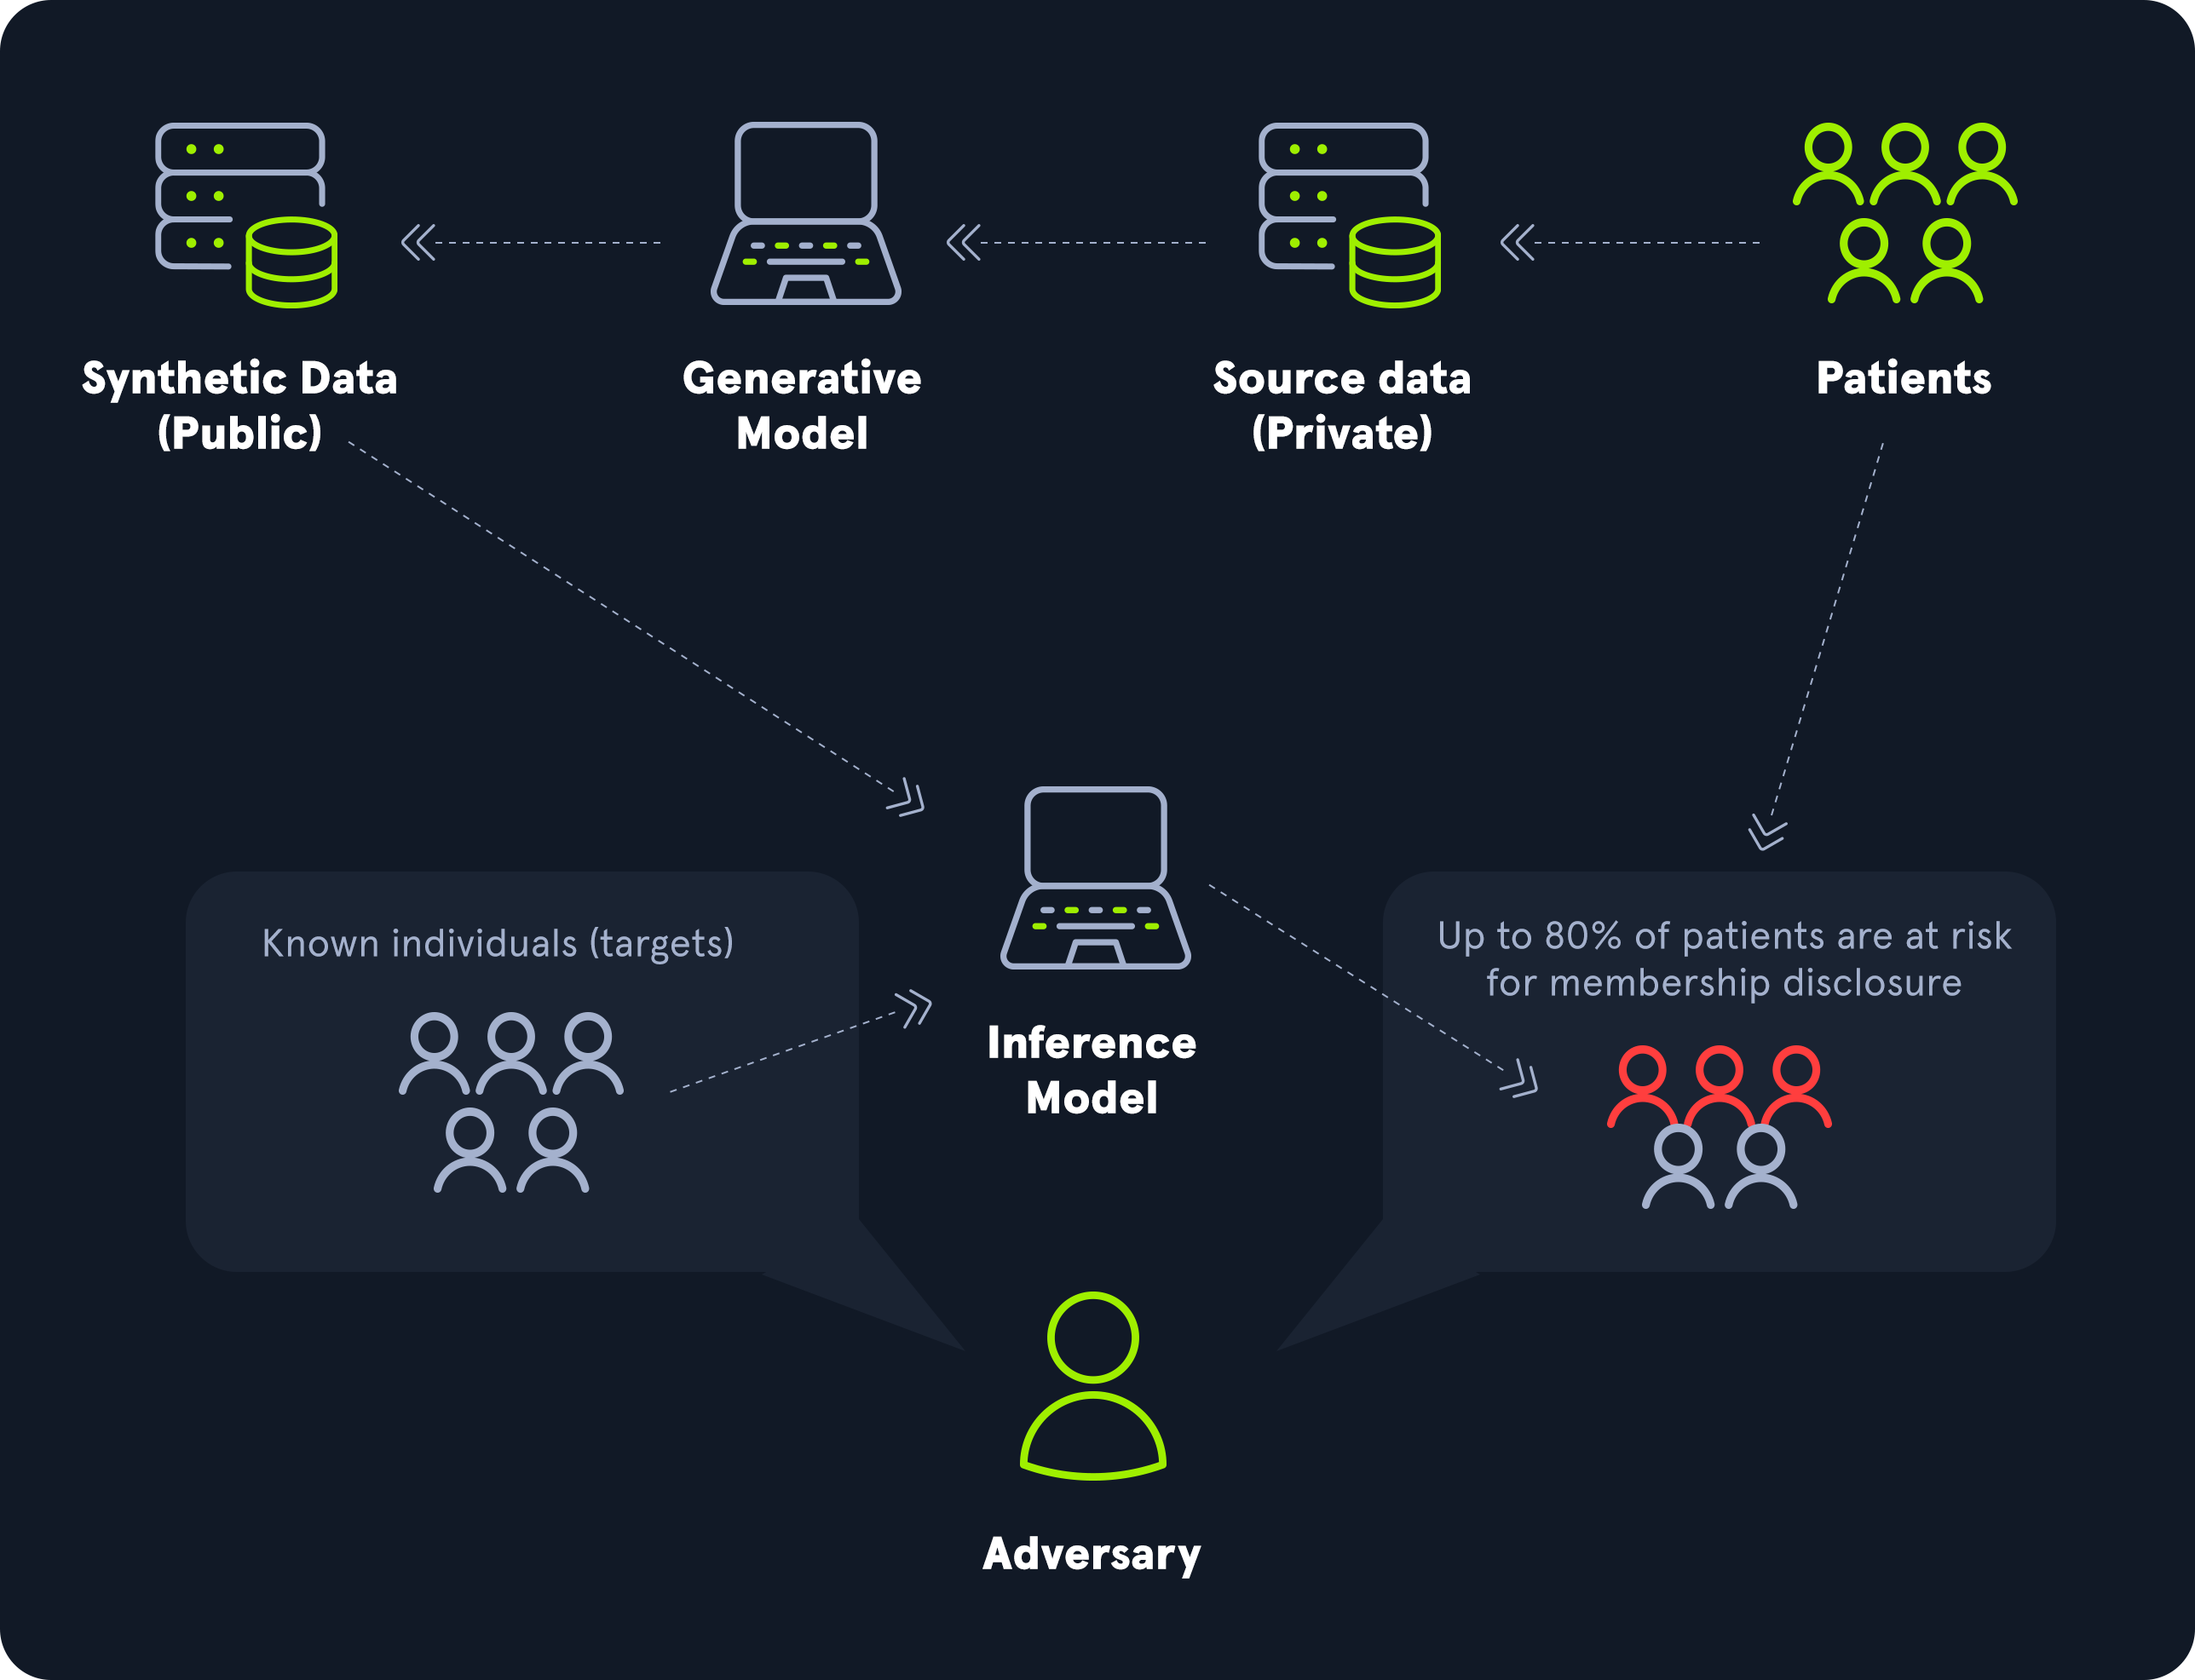 Synthetic Data
(Public)
Generative
Model
Source data
(Private)
Patients
Known individuals (targets)
Inference
Model
Up to 80% of patients are at risk
for membership disclosure
Adversary